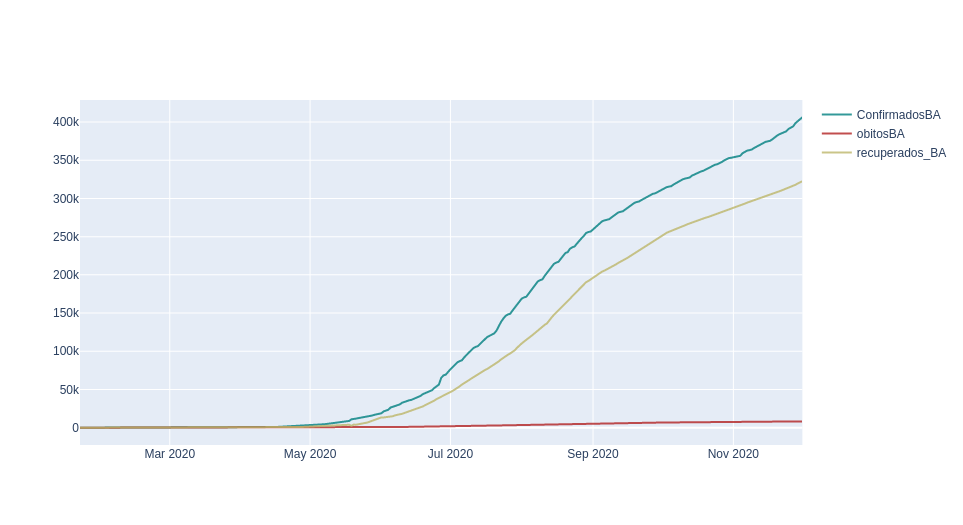 400k
350k
300k
250k
200k
150k
100k
50k
0
Mar 2020
May 2020
Jul 2020
Sep 2020
Nov 2020
ConfirmadosBA
obitosBA
recuperados_BA